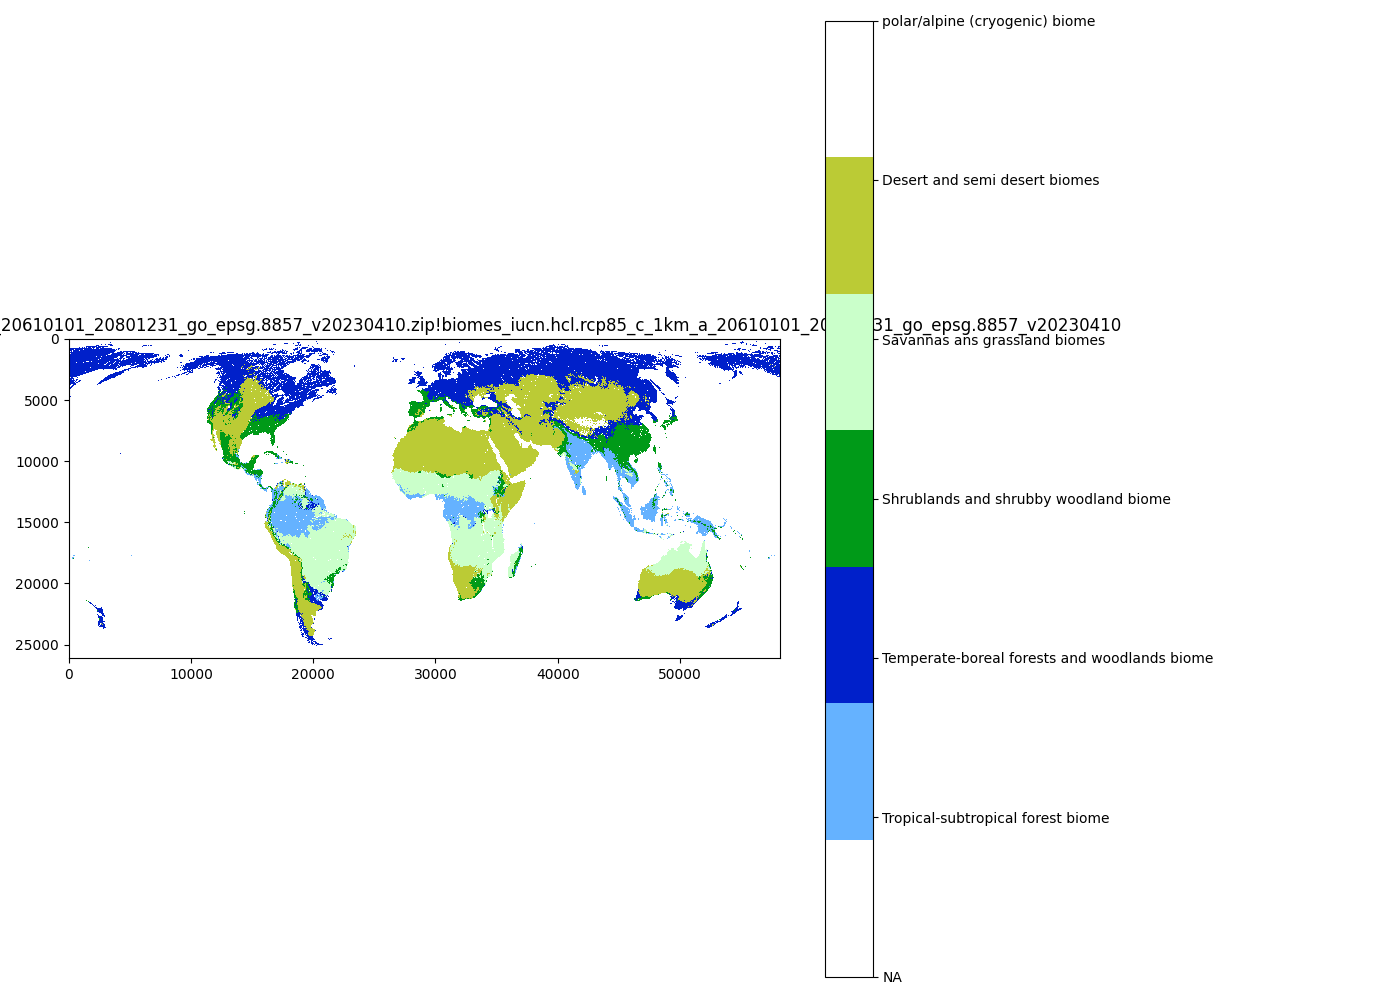 polar/alpine (cryogenic) biome
Desert and semi desert biomes
_20610101_20801231_go_epsg.8857_v20230410.zip!biomes_iucn.hcl.rcp85_c_1km_a_20610101_20 31_go_epsg.8857_v20230410
Savannas ans grassland biomes
0
5000
10000
15000
20000
25000
0 10000 20000 30000 40000 50000
Shrublands and shrubby woodland biome
Temperate-boreal forests and woodlands biome
Tropical-subtropical forest biome
NA